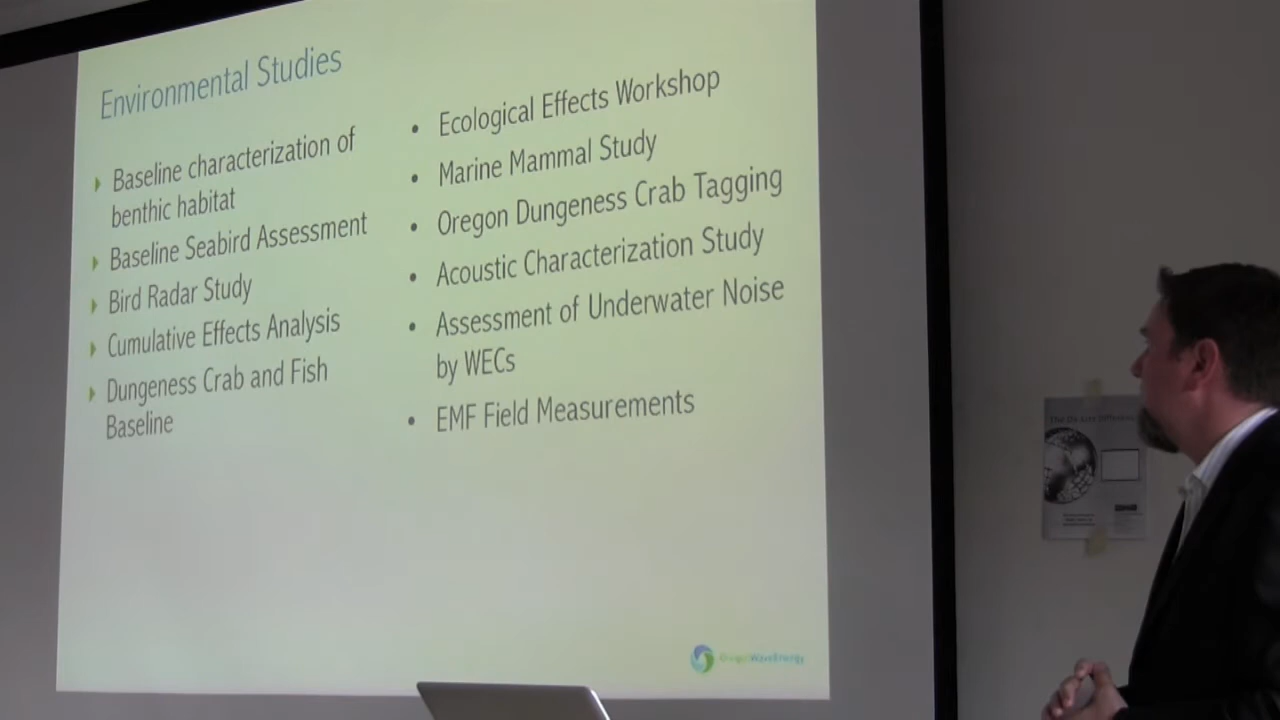 Environmental Studies
Baseline characterization of
benthic habitat
Baseline Seabird Assessment
Bird Radar Study
Cumulative Effects Analysis
Dungeness Crab and Fish
Baseline
• Ecological Effects Workshop
• Marine Mammal Study
• Oregon Dungeness Crab Tagging
• Acoustic Characterization Study
• Assessment of Underwater Noise
by WECs
• EMF Field Measurements
OregonWaveEnergy